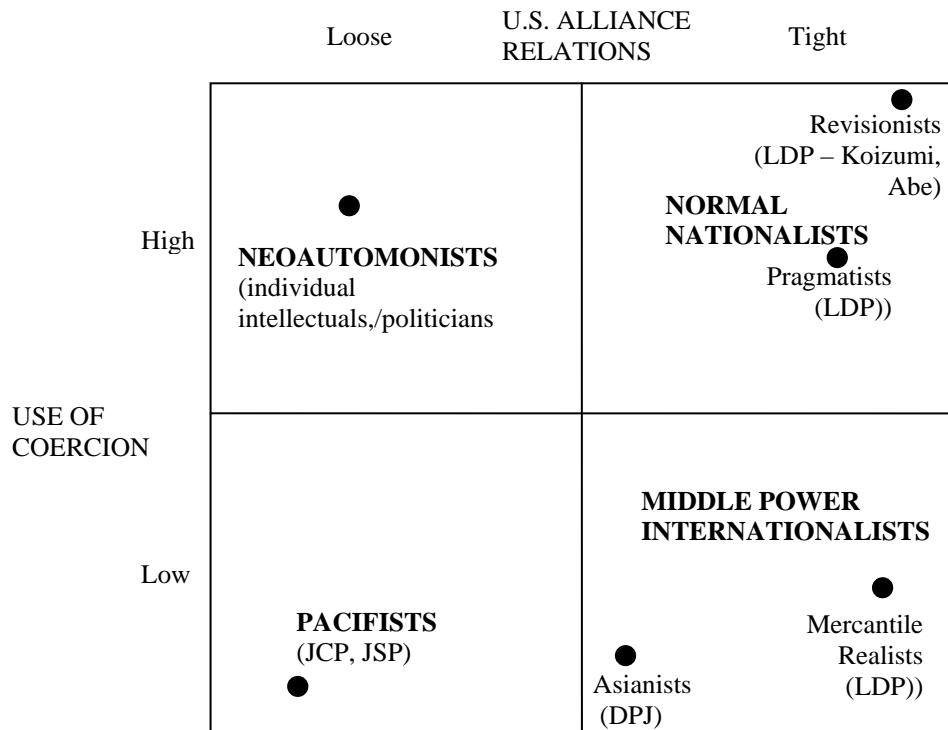 U.S. ALLIANCE
RELATIONS
Loose
Tight
Revisionists
(LDP – Koizumi,
Abe)
NORMAL
NATIONALISTS
High
NEOAUTOMONISTS
(individual
intellectuals,/politicians
Pragmatists
(LDP))
USE OF
COERCION
MIDDLE POWER
INTERNATIONALISTS
Low
PACIFISTS
(JCP, JSP)
Mercantile
Realists
(LDP))
Asianists
(DPJ)